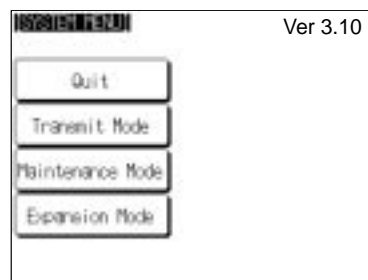 [SYSTEM MENU]
Ver 3.10
Quit
Transmit Mode
Maintenance Mode
Expansion Mode